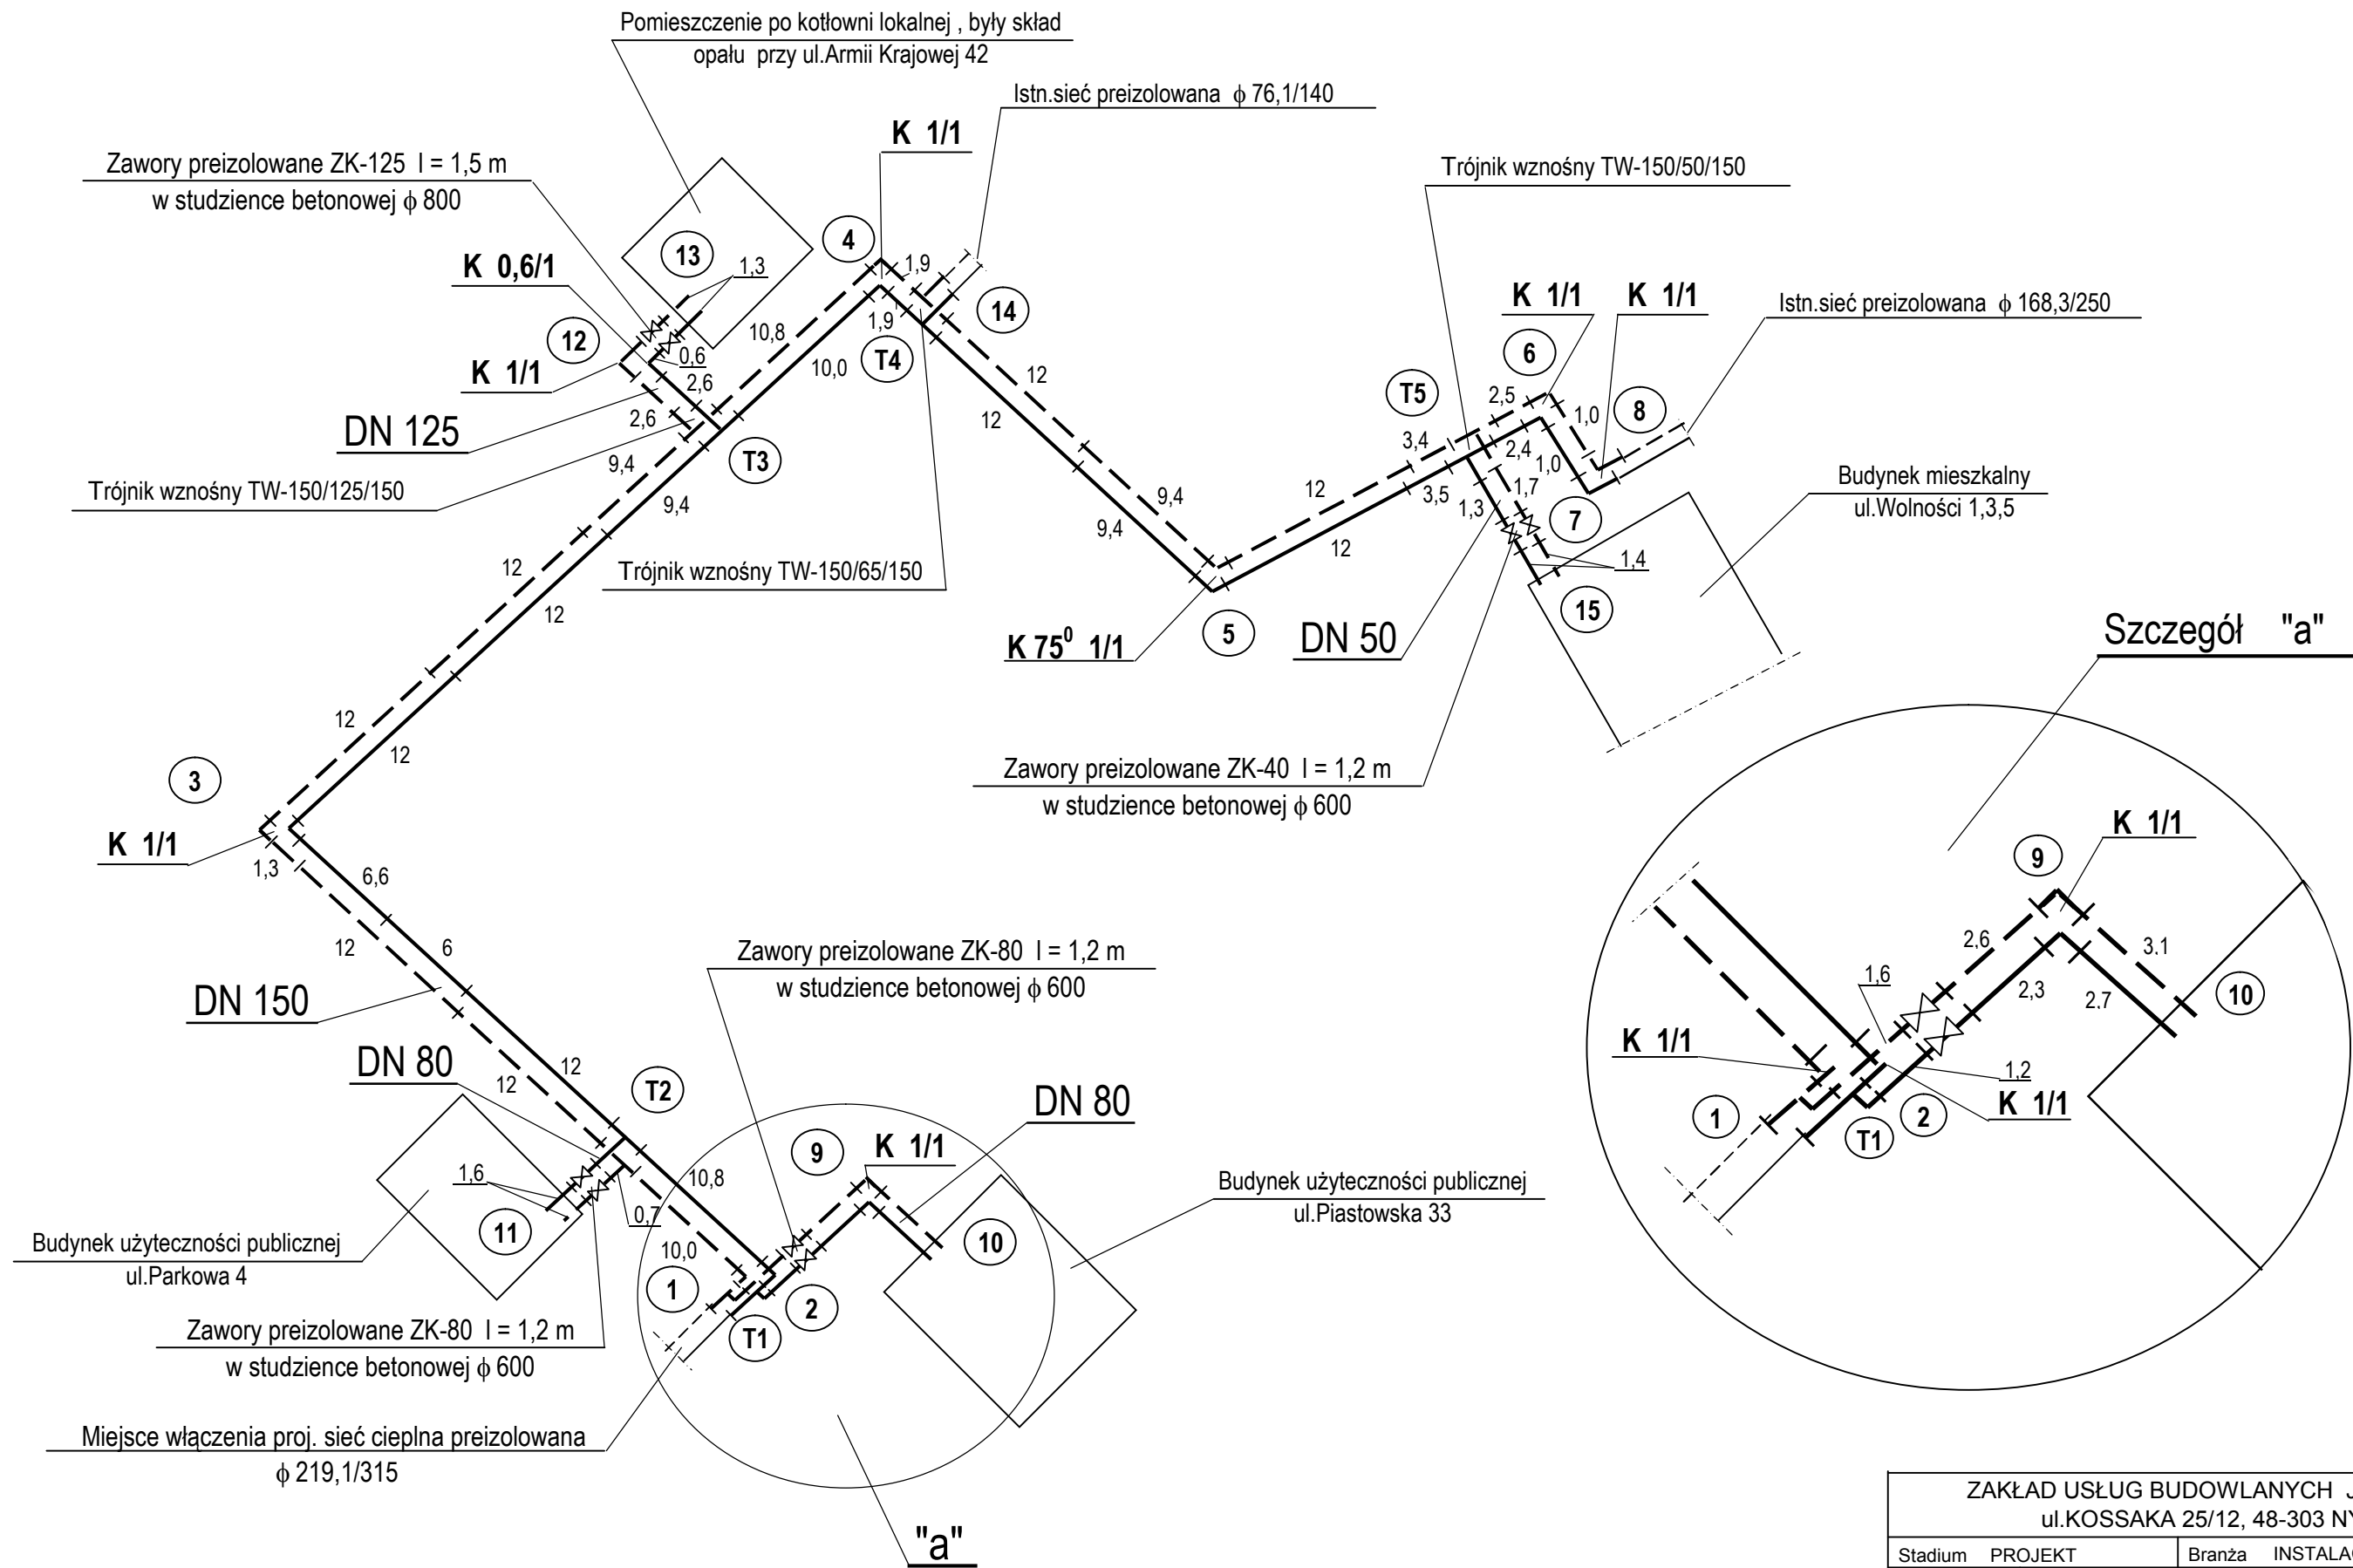 Pomieszczenie po kotłowni lokalnej , były skład
opału przy ul.Armii Krajowej 42
Istn.sieć preizolowana ϕ 76,1/140
K 1/1
Zawory preizolowane ZK-125 l = 1,5 m
w studzience betonowej ϕ 800
Trójnik wznośny TW-150/50/150
4
13
1,3
1,9
K 0,6/1
14
K 1/1
K 1/1
Istn.sieć preizolowana ϕ 168,3/250
12
10,8
1,9
0,6
T4
6
K 1/1
10,0
2,6
T5
2,5
1,0
8
12
DN 125
2,6
12
3,4
2,4
1,0
T3
9,4
Trójnik wznośny TW-150/125/150
9,4
12
3,5
1,7
1,3
7
Budynek mieszkalny
ul.Wolności 1,3,5
9,4
9,4
12
12
Trójnik wznośny TW-150/65/150
1,4
12
15
5
K 75⁰ 1/1
DN 50
Szczegół "a"
12
12
3
Zawory preizolowane ZK-40 l = 1,2 m
w studzience betonowej ϕ 600
K 1/1
1,3
6,6
K 1/1
9
12
6
Zawory preizolowane ZK-80 l = 1,2 m
w studzience betonowej ϕ 600
2,6
3,1
1,6
2,3
2,7
10
DN 150
K 1/1
12
DN 80
12
T2
DN 80
1,2
K 1/1
1
2
T1
9
K 1/1
1,6
10,8
0,7
11
10
Budynek użyteczności publicznej
ul.Piastowska 33
Budynek użyteczności publicznej
ul.Parkowa 4
10,0
1
2
T1
Zawory preizolowane ZK-80 l = 1,2 m
w studzience betonowej ϕ 600
Miejsce włączenia proj. sieć cieplna preizolowana
ϕ 219,1/315
"a"
ZAKŁAD USŁUG BUDOWLANYCH
ul.KOSSAKA 25/12, 48-303
Stadium PROJEKT
Branża